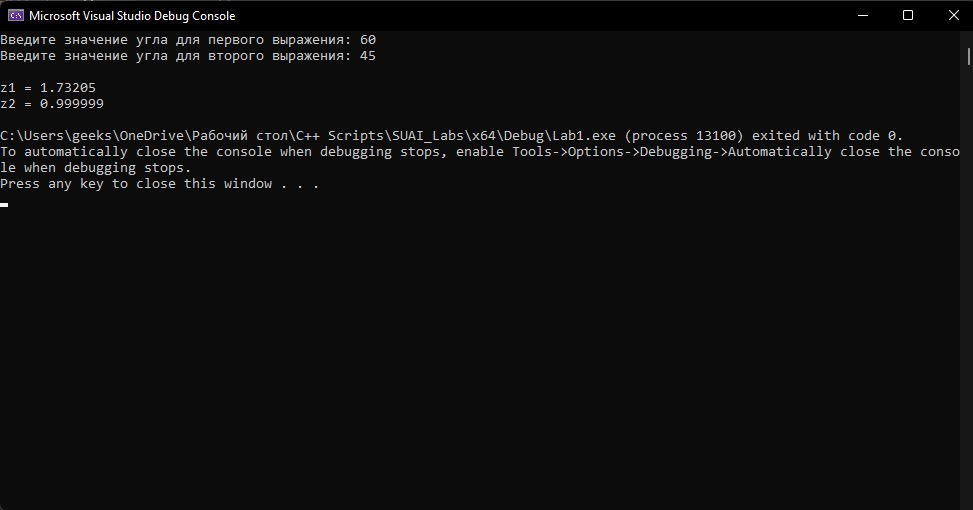 Microsoft Visual Studio Debug Console
Введите значение угла для первого выражения: 60
Введите значение угла для второго выражения: 45
z1 = 1.73205
z2 = 0.999999
C:\Users\geeks\OneDrive\Рабочий стол\C++ Scripts\SUAI_Labs\x64\Debug\Lab1.exe (process 13100) exited with code 0.
To automatically close the console when debugging stops, enable Tools->Options->Debugging->Automatically close the conso
le when debugging stops.
Press any key to close this window . . .